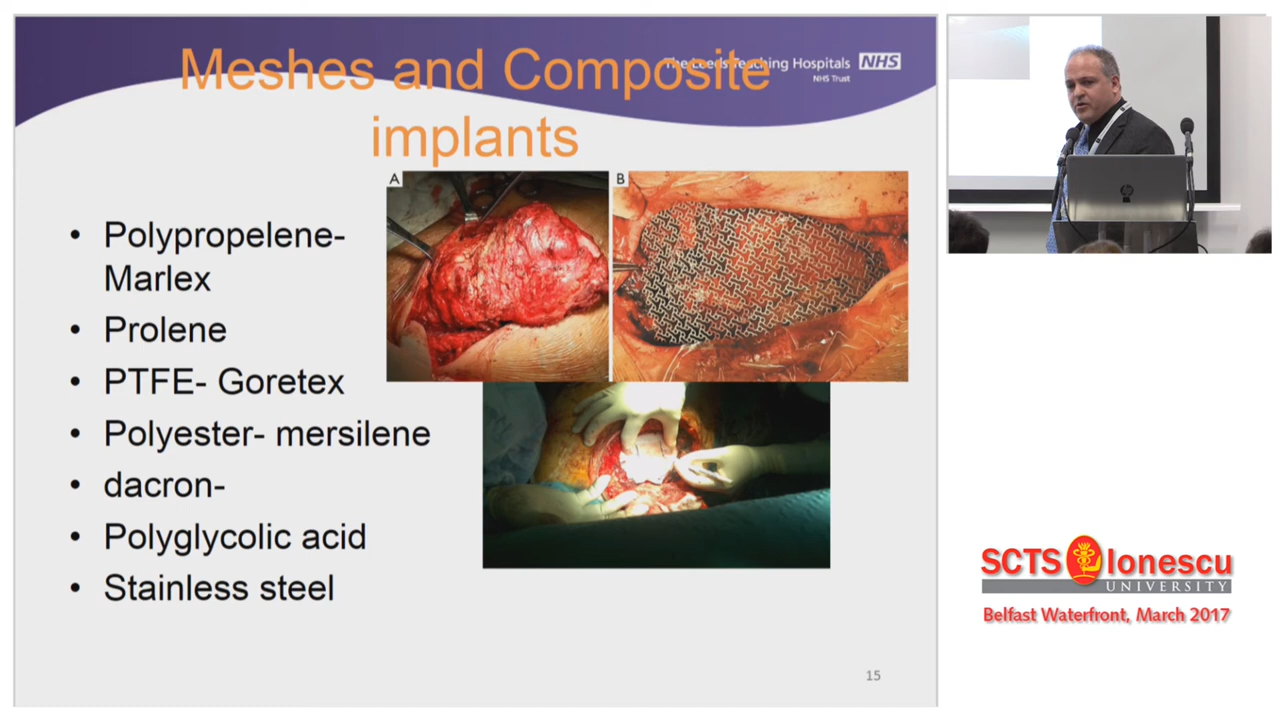 Meshes and Composite
implants
The Leeds Teaching Hospitals NHS
NHS Trust
A
B
• Polypropelene-
Marlex
• Prolene
• PTFE- Goretex
• Polyester- mersilene
• dacron-
• Polyglycolic acid
• Stainless steel
15
hp
SCTS Ionescu
UNIVERSITY
Belfast Waterfront, March 2017